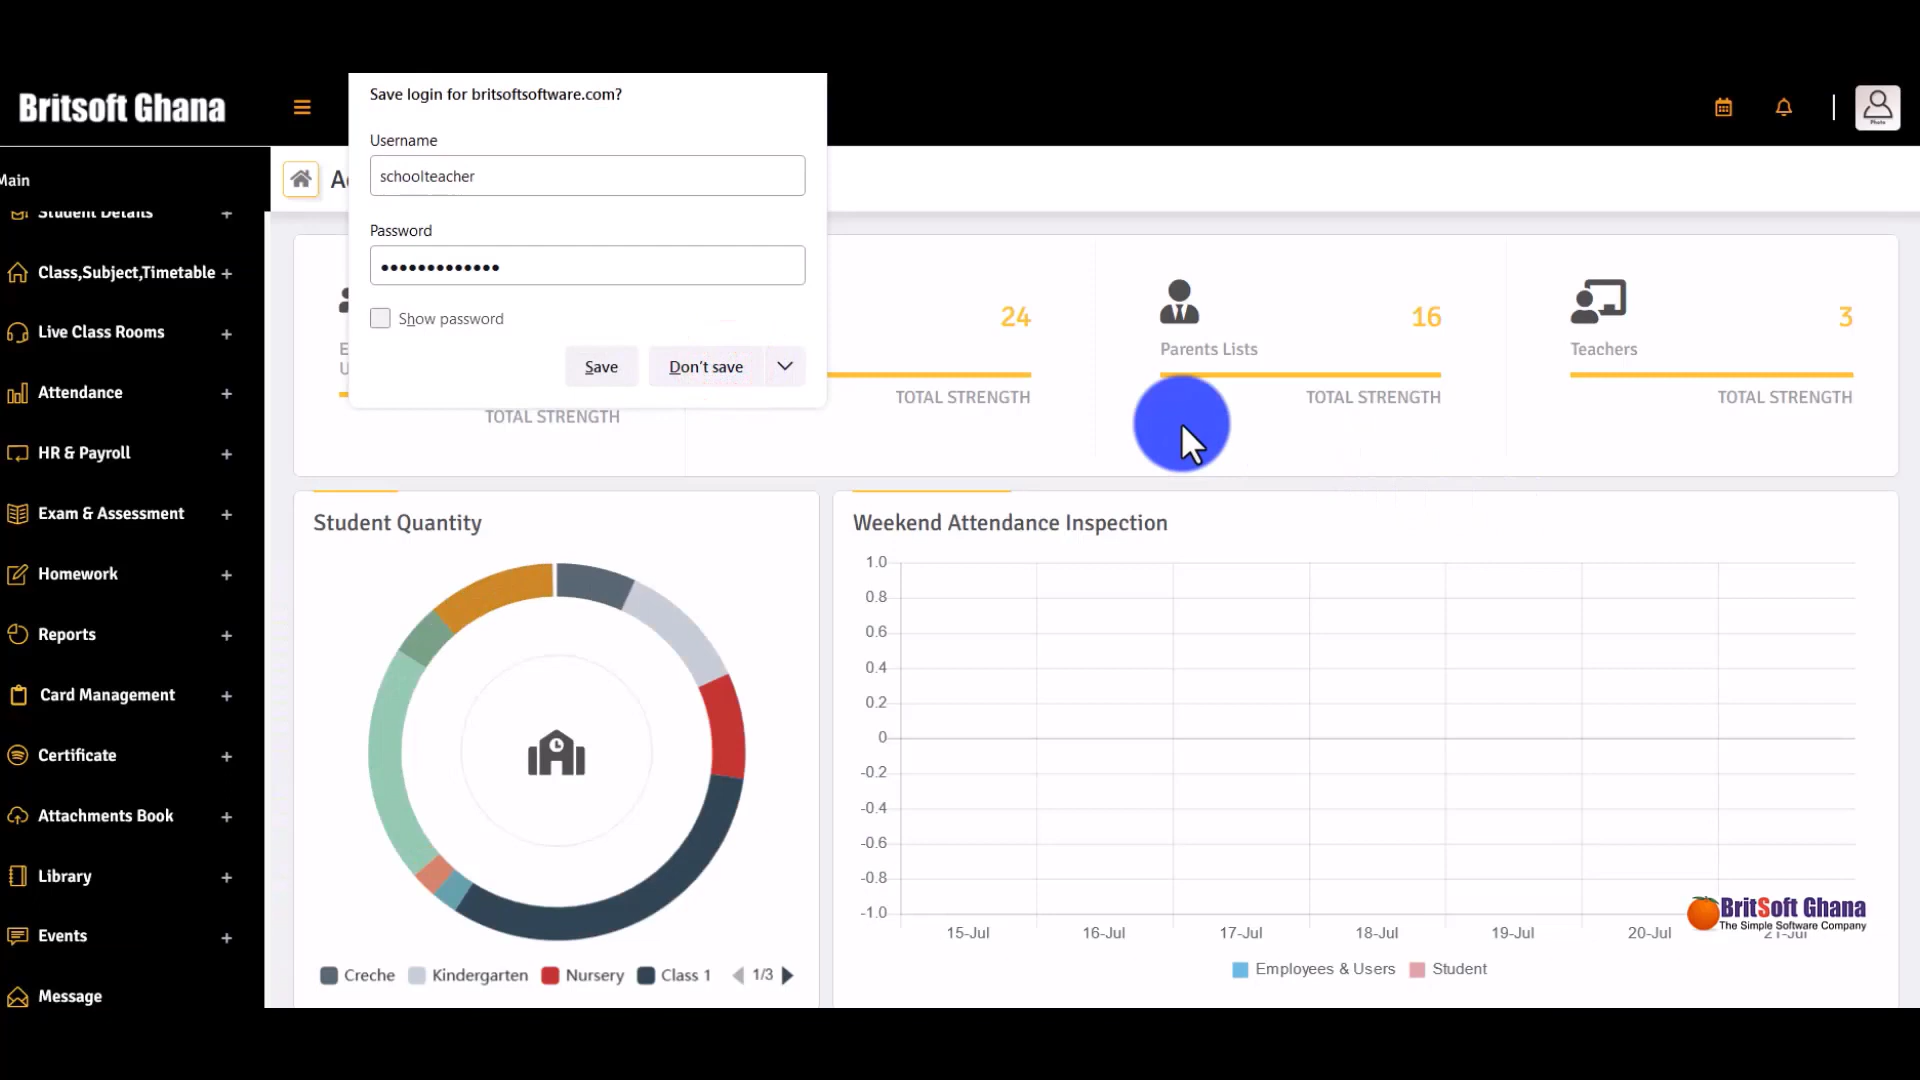 Britsoft Ghana
Save login for britsoftsoftware.com?
Username
schoolteacher
Password
Show password
Save
Don't save
Photo
Main
Student Details
Class,Subject,Timetable
Live Class Rooms
Attendance
HR & Payroll
Exam & Assessment
Homework
Reports
Card Management
Certificate
Attachments Book
Library
Events
Message
TOTAL STRENGTH
24
TOTAL STRENGTH
16
Parents Lists
TOTAL STRENGTH
3
Teachers
TOTAL STRENGTH
Student Quantity
Creche Kindergarten Nursery Class 1 1/3
Weekend Attendance Inspection
1.0
0.8
0.6
0.4
0.2
0
-0.2
-0.4
-0.6
-0.8
-1.0
15-Jul 16-Jul 17-Jul 18-Jul 19-Jul 20-Jul 21-Jul
Employees & Users Student
BritSoft Ghana
The Simple Software Company